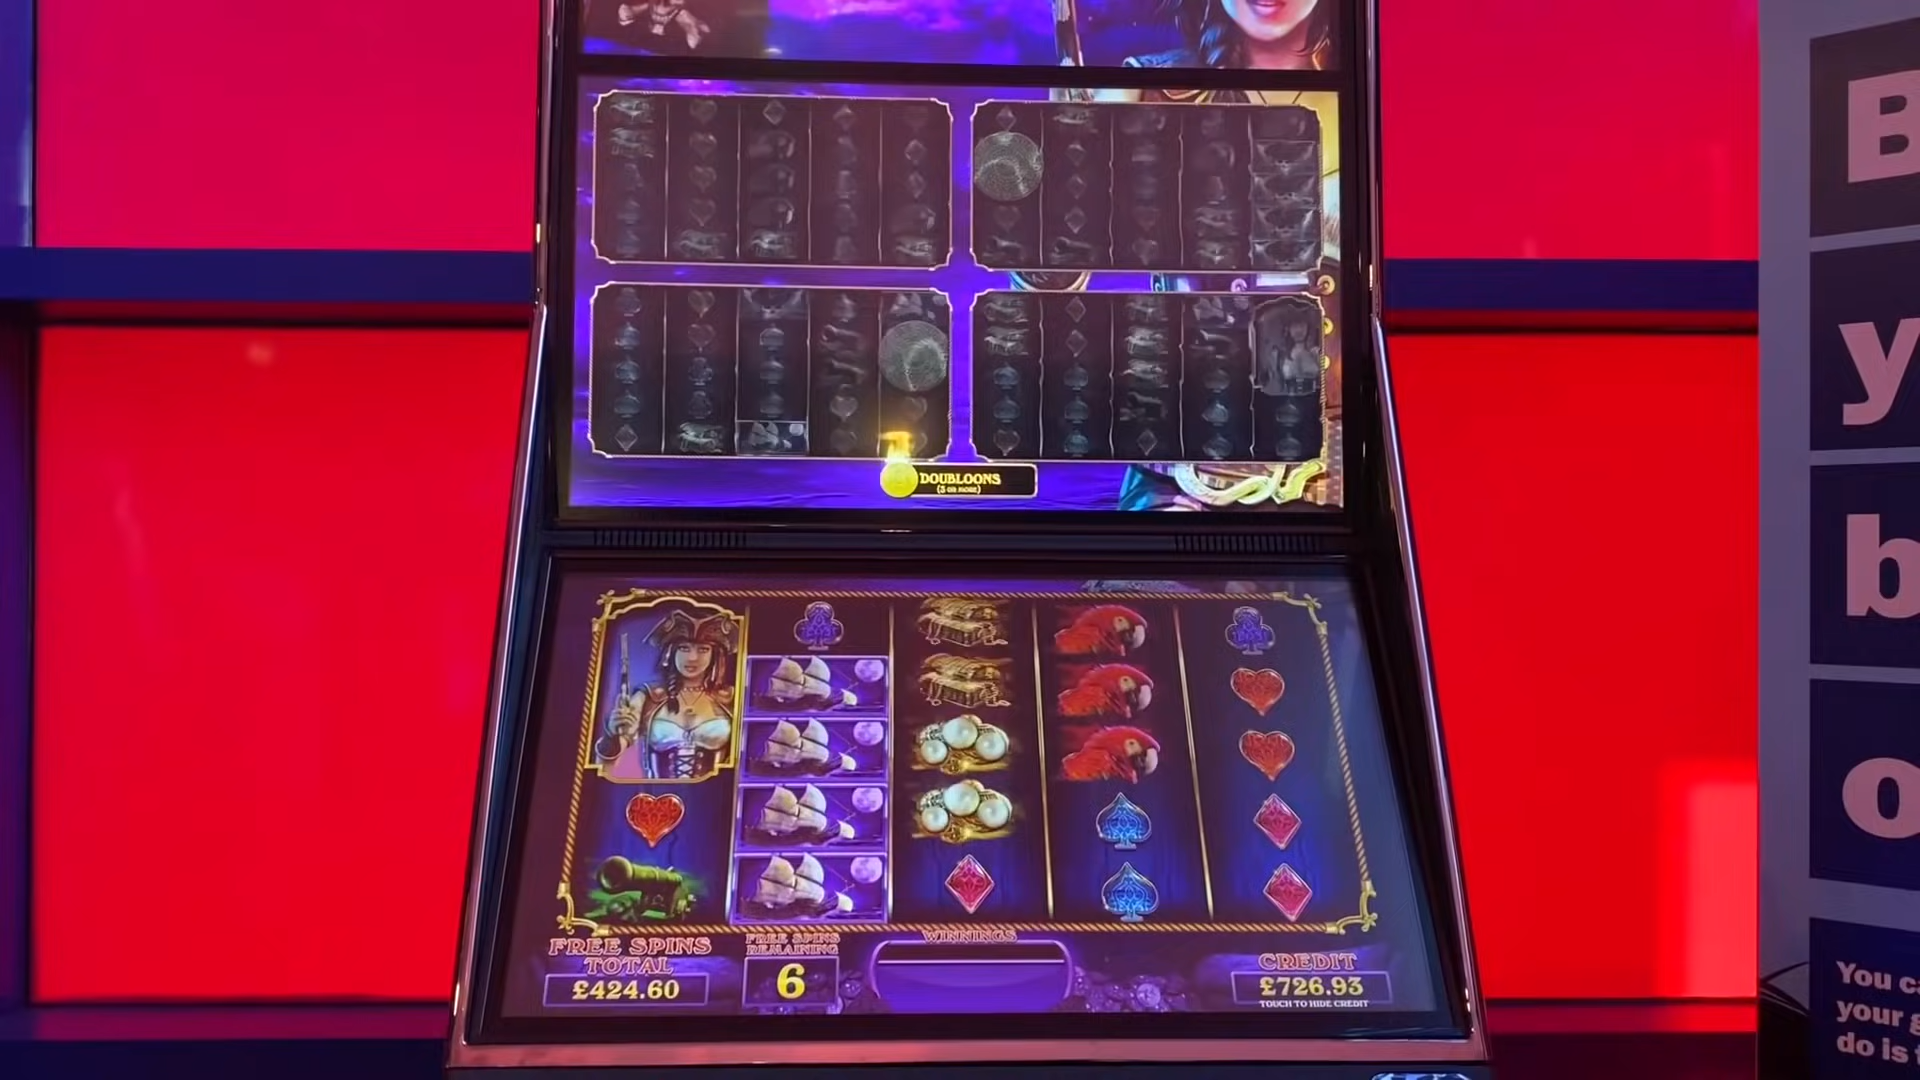 DOUBLOONS
(5 OR MORE)
FREE SPINS
TOTAL
£424.60
FREE SPINS
REMAINING
6
WINNINGS
CREDIT
£726.93
TOUCH TO HIDE CREDIT
B
y
b
o
You ca
your g
do is